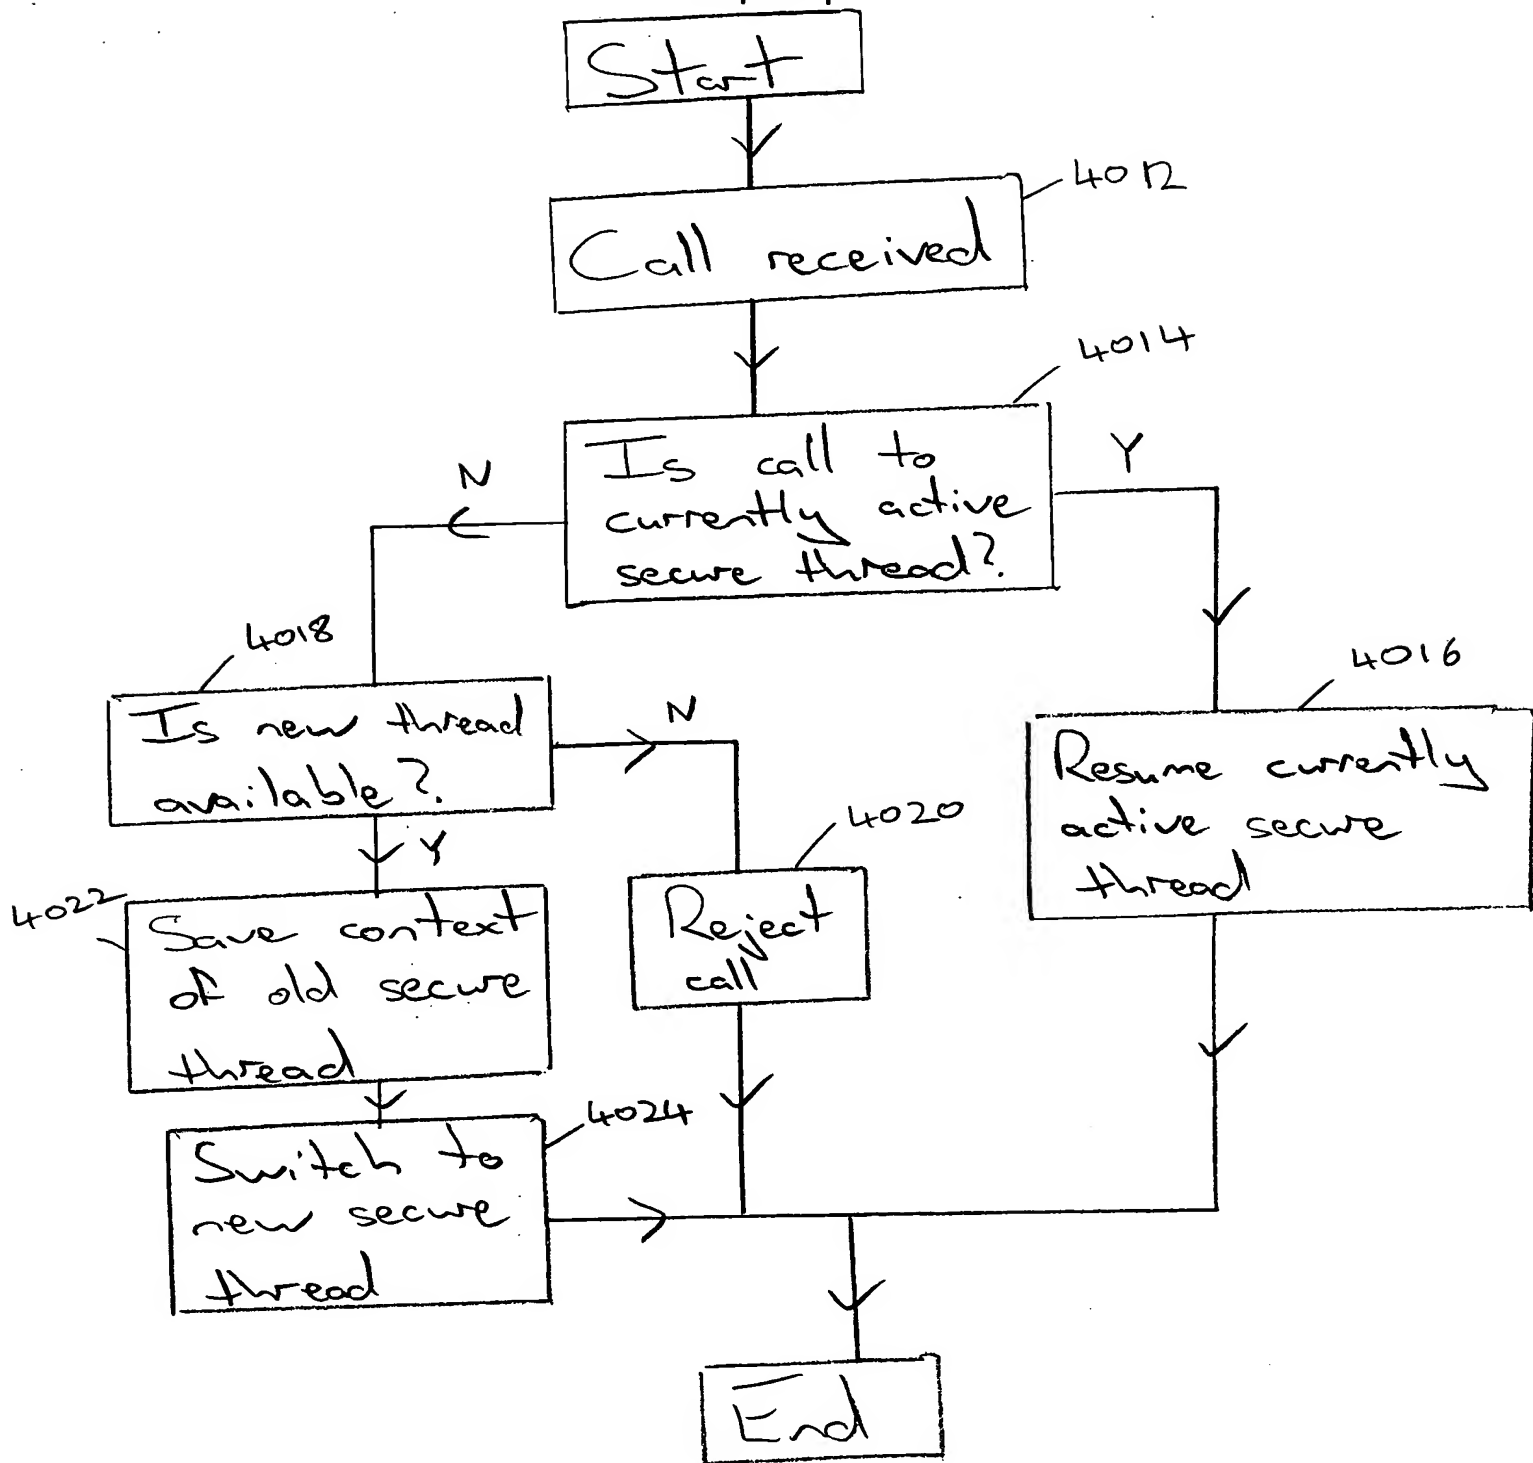 Start
4012
Call received
4014
Is call to
currently active
secure thread?
N
Y
4018
Is new thread
available?
N
4016
Resume currently
active secure
thread
4020
Reject
call
Y
4022
Save context
of old secure
thread
4024
Switch to
new secure
thread
End